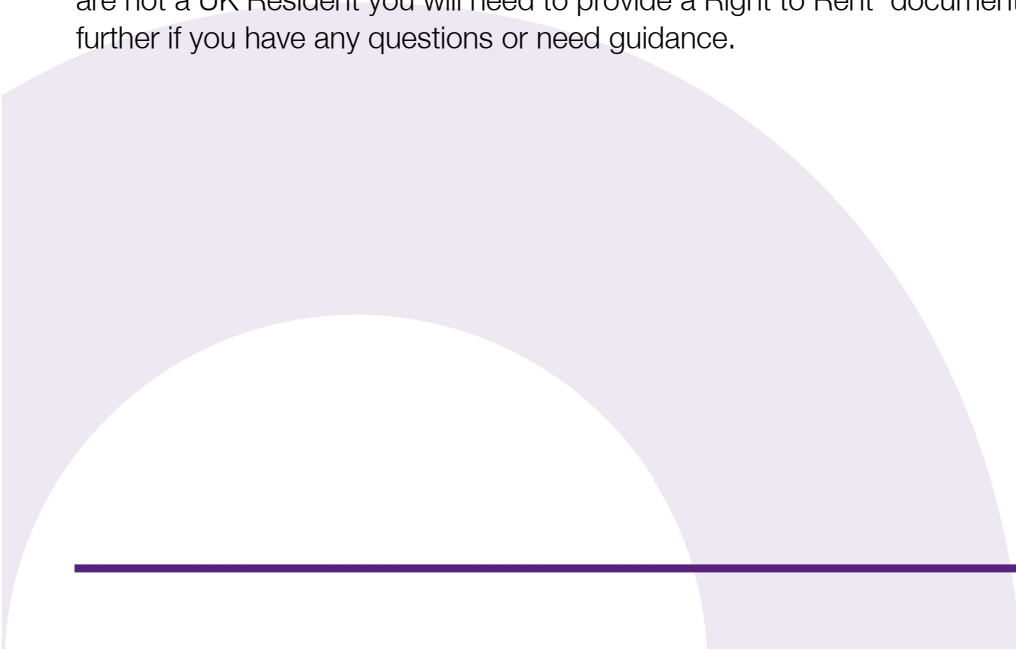 are not a UK Resident you will need to provide a Right to Rent document
further if you have any questions or need guidance.